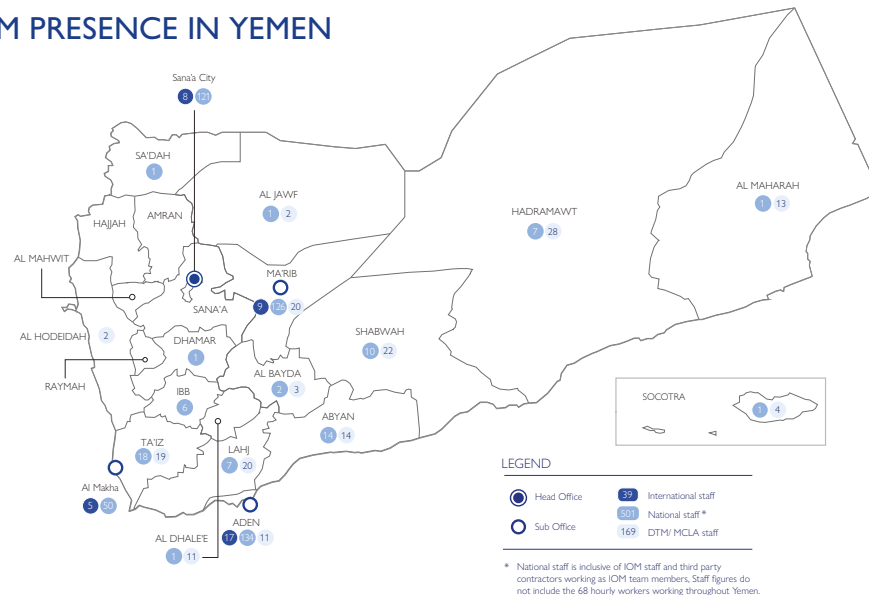 M PRESENCE IN YEMEN
Sana'a City
8 121
SA'DAH
1
AL JAWF
1 2
AL MAHARAH
1 13
HADRAMAWT
7 28
HAJJAH
AMRAN
AL MAHWIT
MA'RIB
9 126 20
SANA'A
AL HODEIDAH
2
DHAMAR
1
SHABWAH
10 22
RAYMAH
AL BAYDA
2 3
IBB
6
SOCOTRA
1 4
ABYAN
14 14
TA'IZ
18 19
LAHJ
7 20
Al Makha
5 50
ADEN
17 134 11
AL DHALE'E
1 11
LEGEND
Head Office
Sub Office
39 International staff
501 National staff *
169 DTM/ MCLA staff
* National staff is inclusive of IOM staff and third party
contractors working as IOM team members, Staff figures do
not include the 68 hourly workers working throughout Yemen.